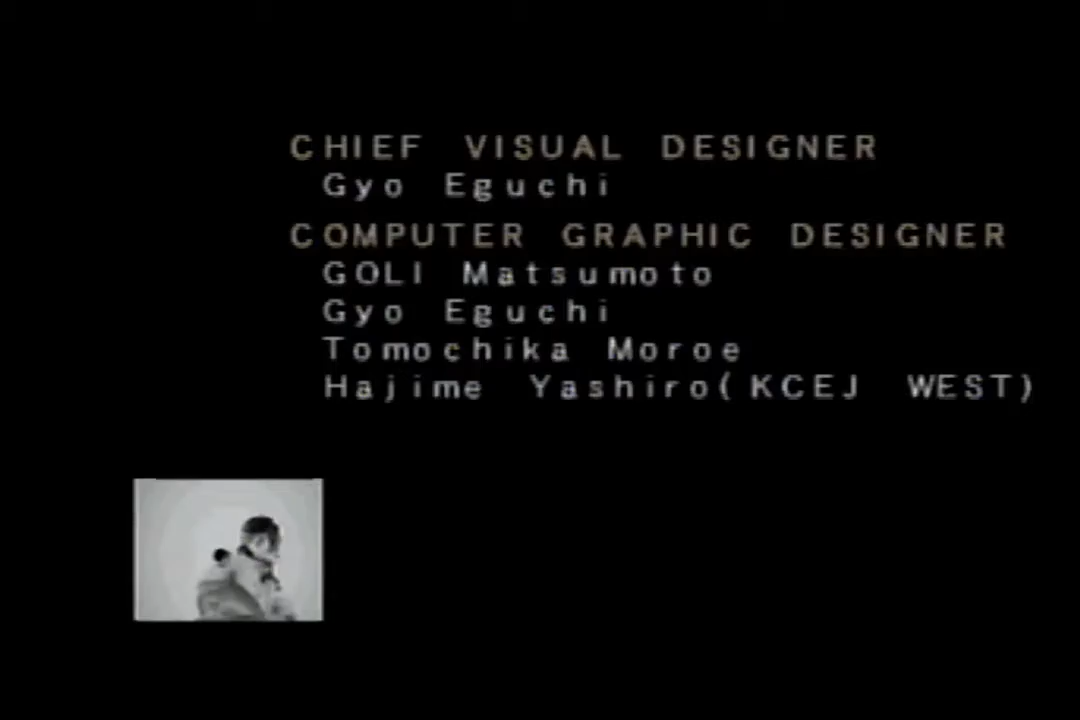 CHIEF VISUAL DESIGNER
Gyo Eguchi
COMPUTER GRAPHIC DESIGNER
GOLI Matsumoto
Gyo Eguchi
Tomochika Moroe
Hajime Yashiro(KCEJ WEST)